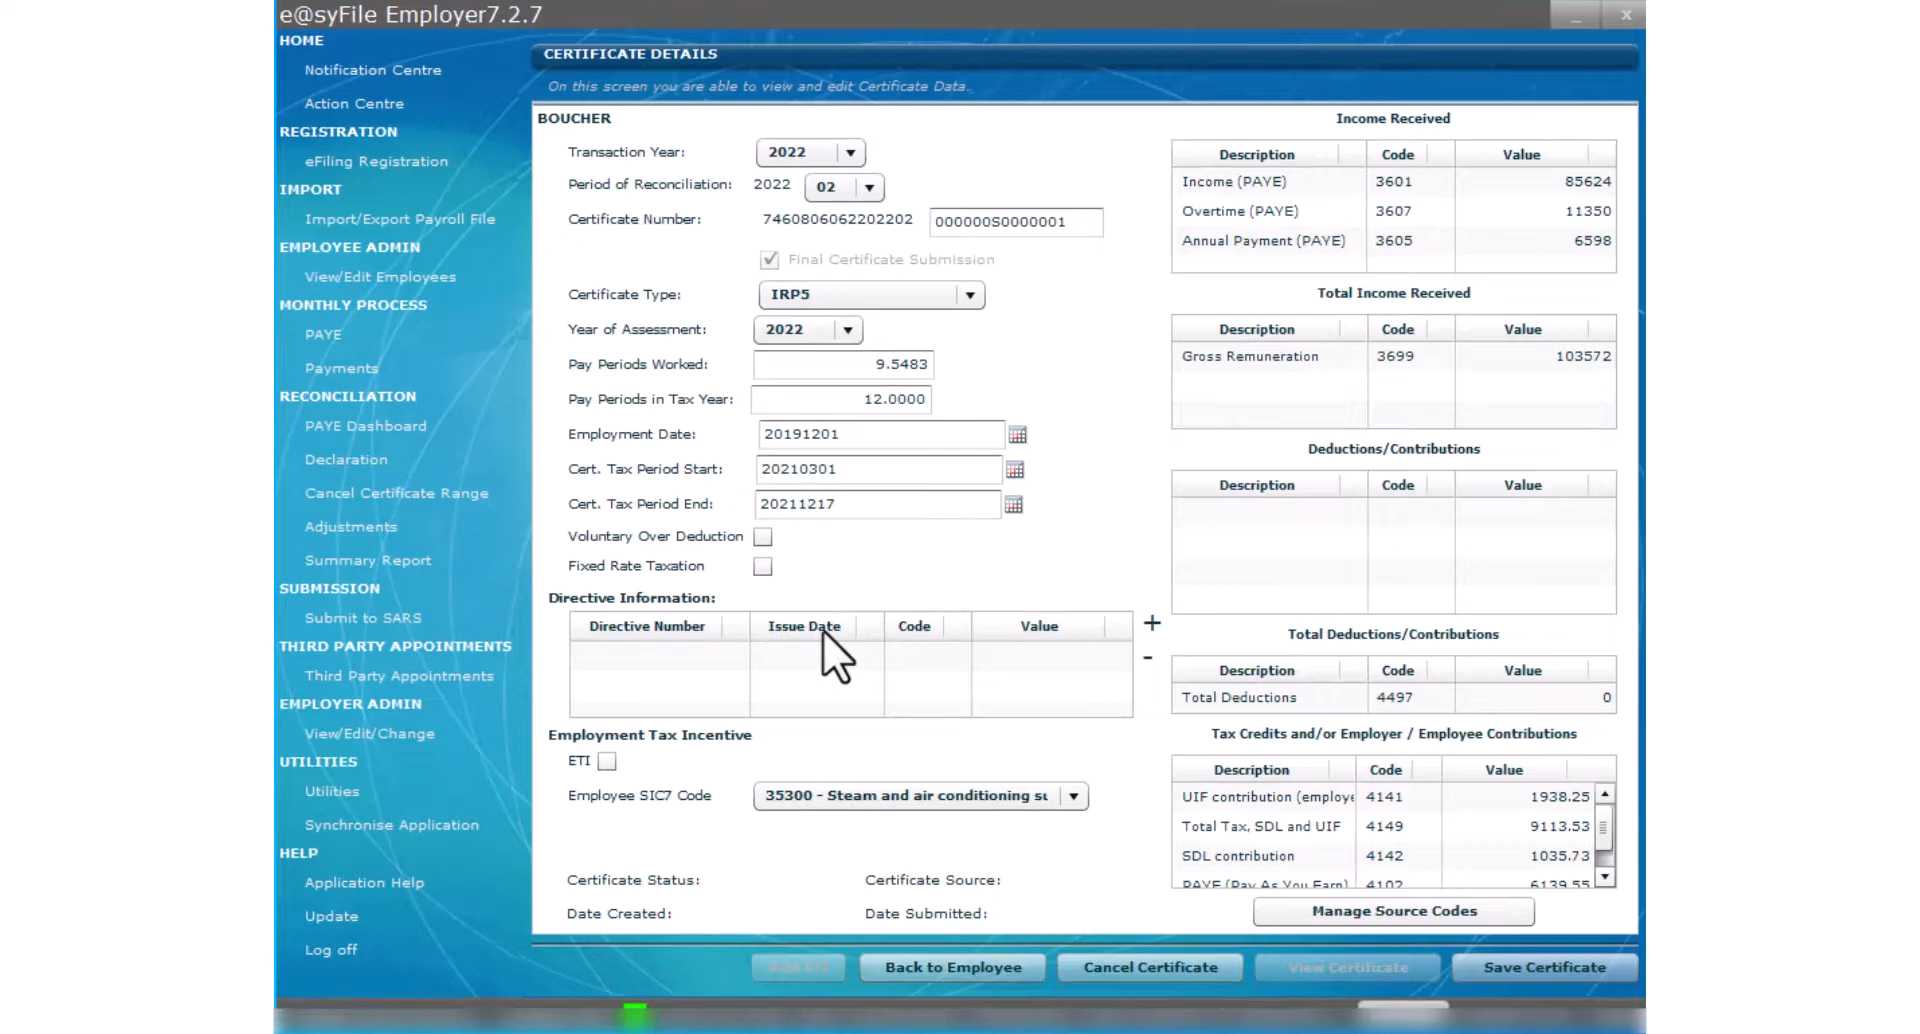 e@syFile Employer7.2.7
_ x
HOME
Notification Centre
Action Centre
REGISTRATION
eFiling Registration
IMPORT
Import/Export Payroll File
EMPLOYEE ADMIN
View/Edit Employees
MONTHLY PROCESS
PAYE
Payments
RECONCILIATION
PAYE Dashboard
Declaration
Cancel Certificate Range
Adjustments
Summary Report
SUBMISSION
Submit to SARS
THIRD PARTY APPOINTMENTS
Third Party Appointments
EMPLOYER ADMIN
View/Edit/Change
UTILITIES
Utilities
Synchronise Application
HELP
Application Help
Update
Log off
CERTIFICATE DETAILS
On this screen you are able to view and edit Certificate Data.
BOUCHER
Transaction Year: 2022
Period of Reconciliation: 2022 02
Certificate Number: 7460806062202202 000000S0000001
Final Certificate Submission
Certificate Type: IRP5
Year of Assessment: 2022
Pay Periods Worked: 9.5483
Pay Periods in Tax Year: 12.0000
Employment Date: 20191201
Cert. Tax Period Start: 20210301
Cert. Tax Period End: 20211217
Voluntary Over Deduction
Fixed Rate Taxation
Directive Information:
Directive Number Issue Date Code Value +
-
Employment Tax Incentive
ETI
Employee SIC7 Code 35300 - Steam and air conditioning su
Certificate Status: Certificate Source:
Date Created: Date Submitted:
Income Received
Description Code Value
Income (PAYE) 3601 85624
Overtime (PAYE) 3607 11350
Annual Payment (PAYE) 3605 6598
Total Income Received
Description Code Value
Gross Remuneration 3699 103572
Deductions/Contributions
Description Code Value
Total Deductions/Contributions
Description Code Value
Total Deductions 4497 0
Tax Credits and/or Employer / Employee Contributions
Description Code Value
UIF contribution (employe 4141 1938.25
Total Tax, SDL and UIF 4149 9113.53
SDL contribution 4142 1035.73
PAYE (Pay As You Earn) 4102 6139.55
Manage Source Codes
Back to Employee Cancel Certificate View Certificate Save Certificate